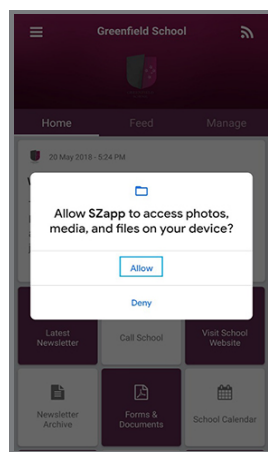 Greenfield School
Home Feed Manage
20 May 2018 - 5:24 PM
Allow SZapp to access photos,
media, and files on your device?
Allow
Deny
Latest
Newsletter
Call School
Visit School
Website
Newsletter
Archive
Forms &
Documents
School Calendar